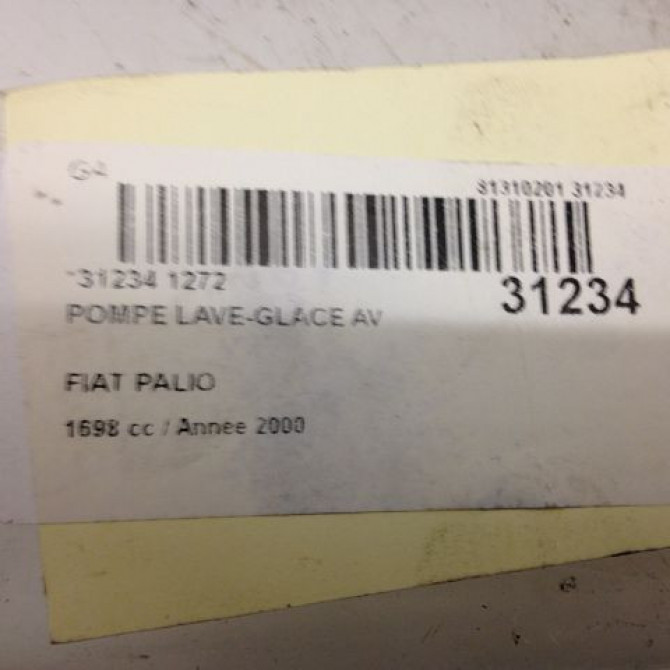 G4
81310201 31234
*31234 1272
31234
POMPE LAVE-GLACE AV
FIAT PALIO
1698 cc / Annee 2000